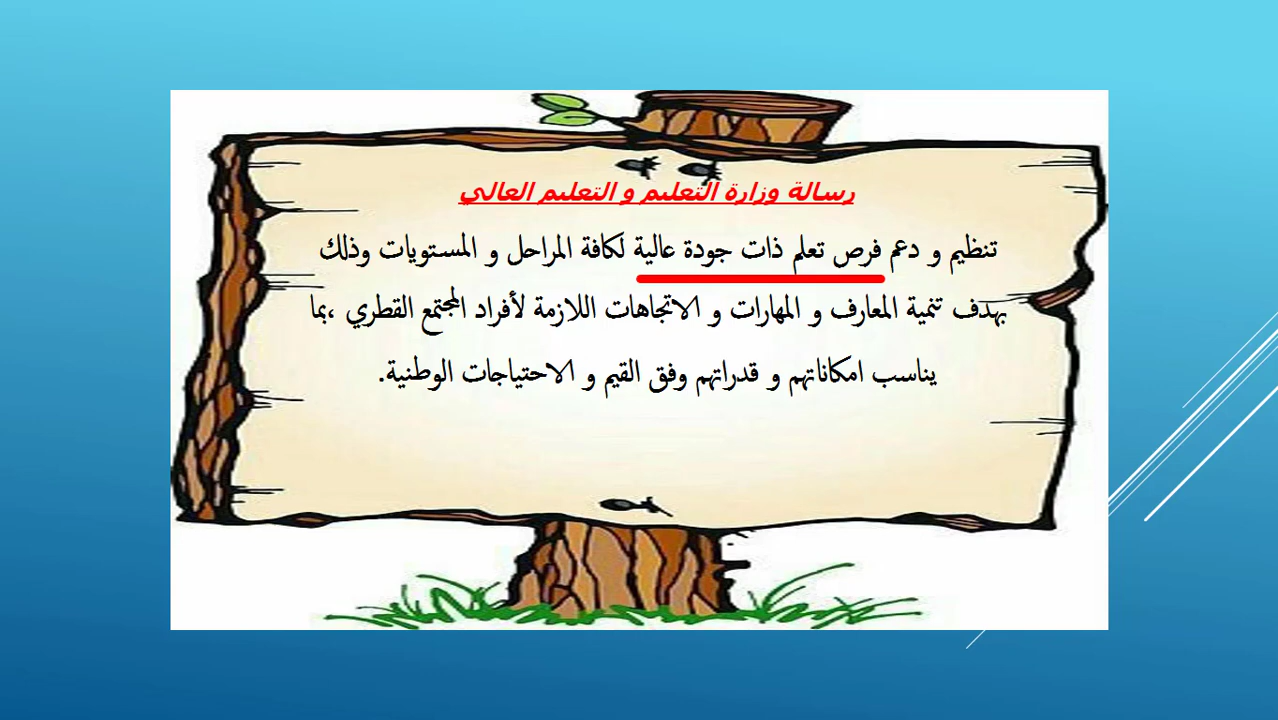 رسالة وزارة التعليم و التعليم العالي
تنظيم و دعم فرص تعلم ذات جودة عالية لكافة المراحل و المستويات وذلك
بهدف تنمية المعارف و المهارات و الاتجاهات اللازمة لأفراد المجتمع القطري ،بما
يناسب امكاناتهم و قدراتهم وفق القيم و الاحتياجات الوطنية.